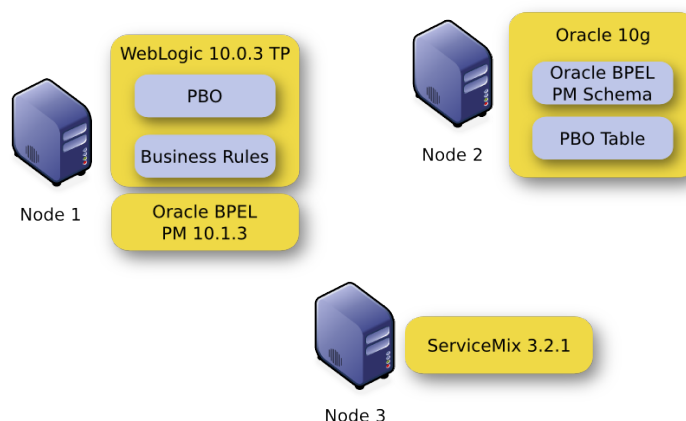 WebLogic 10.0.3 TP
PBO
Business Rules
Oracle BPEL
PM 10.1.3
Node 1
Oracle 10g
Oracle BPEL
PM Schema
PBO Table
Node 2
ServiceMix 3.2.1
Node 3